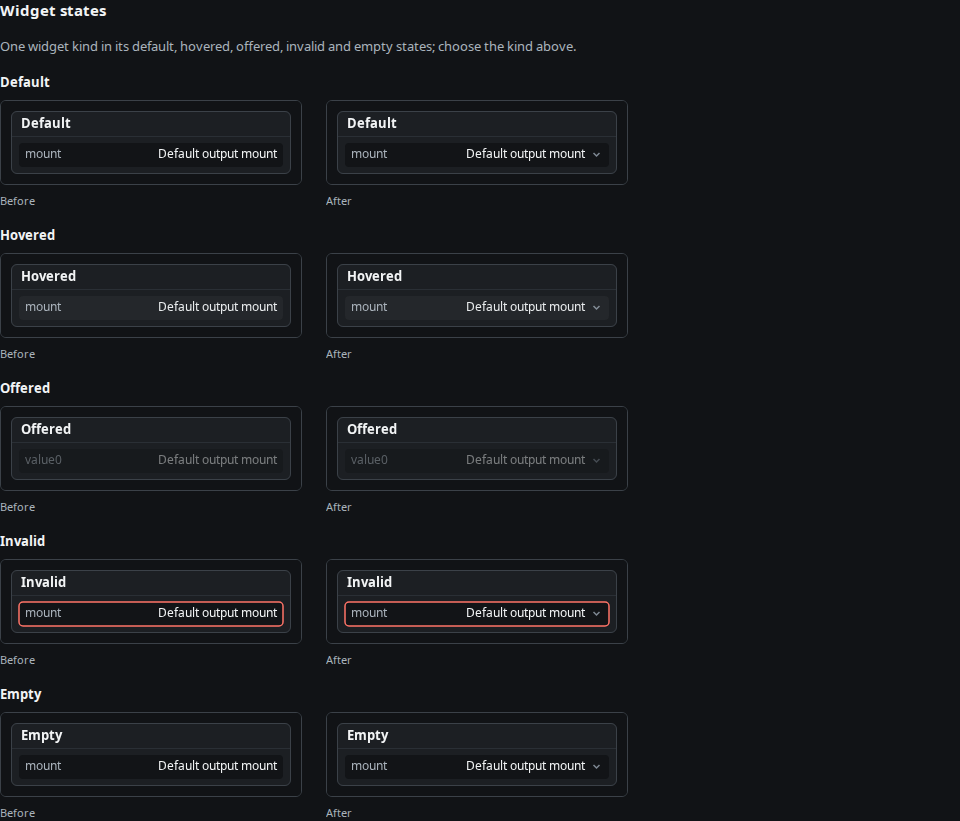 Widget states
One widget kind in its default, hovered, offered, invalid and empty states; choose the kind above.
Default
Default
mount Default output mount
Default
mount Default output mount
Before
After
Hovered
Hovered
mount Default output mount
Hovered
mount Default output mount
Before
After
Offered
Offered
value0 Default output mount
Offered
value0 Default output mount
Before
After
Invalid
Invalid
mount Default output mount
Invalid
mount Default output mount
Before
After
Empty
Empty
mount Default output mount
Empty
mount Default output mount
Before
After